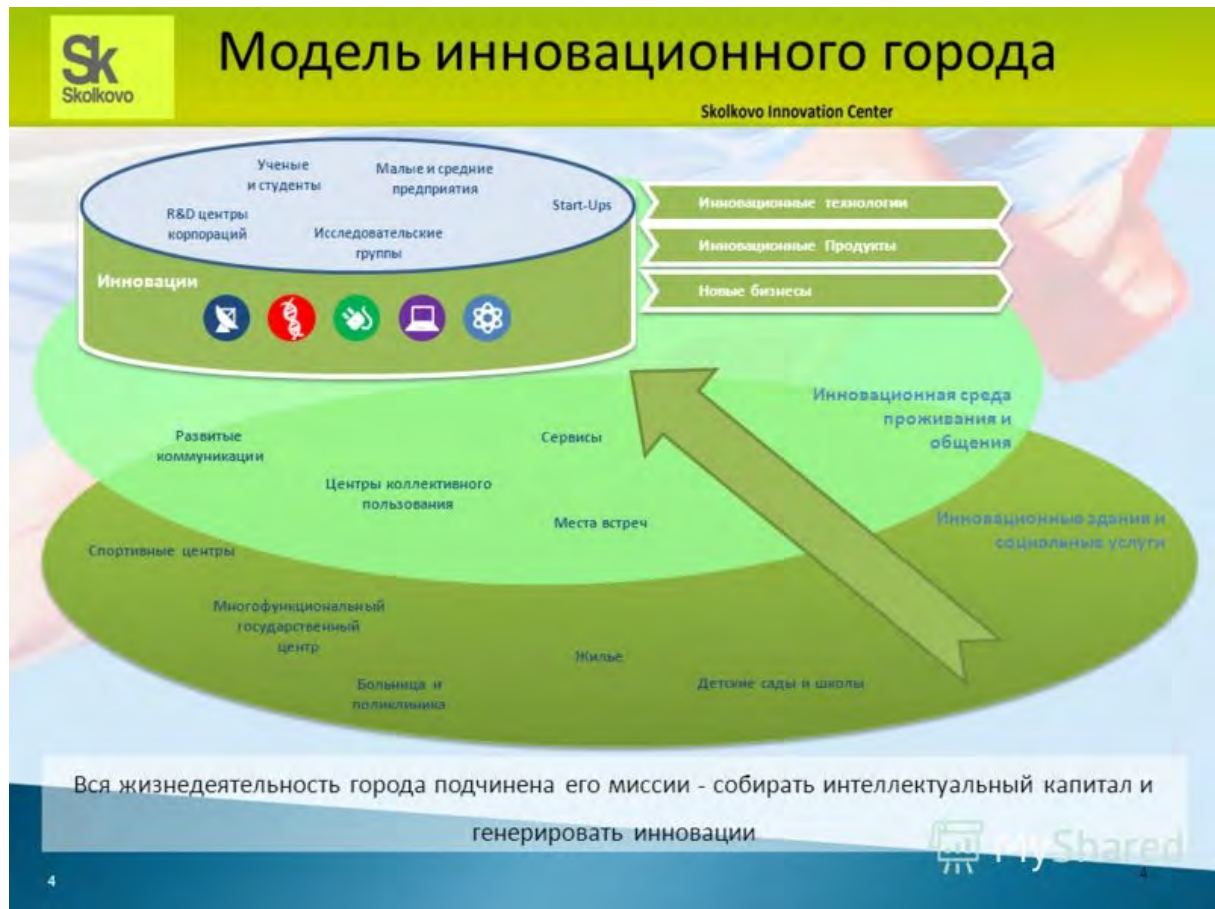 Sk
Skolkovo
Модель инновационного города
Skolkovo Innovation Center
Ученые
и студенты
Малые и средние
предприятия
R&D центры
корпораций
Исследовательские
группы
Start-Ups
Инновации
Инновационные технологии
Инновационные Продукты
Новые бизнесы
Инновационная среда
проживания и
общения
Развитые
коммуникации
Сервисы
Центры коллективного
пользования
Места встреч
Инновационные здания и
социальные услуги
Спортивные центры
Многофункциональный
государственный
центр
Жилье
Больница и
поликлиника
Детские сады и школы
Вся жизнедеятельность города подчинена его миссии - собирать интеллектуальный капитал и
генерировать инновации
MyShared
4
4